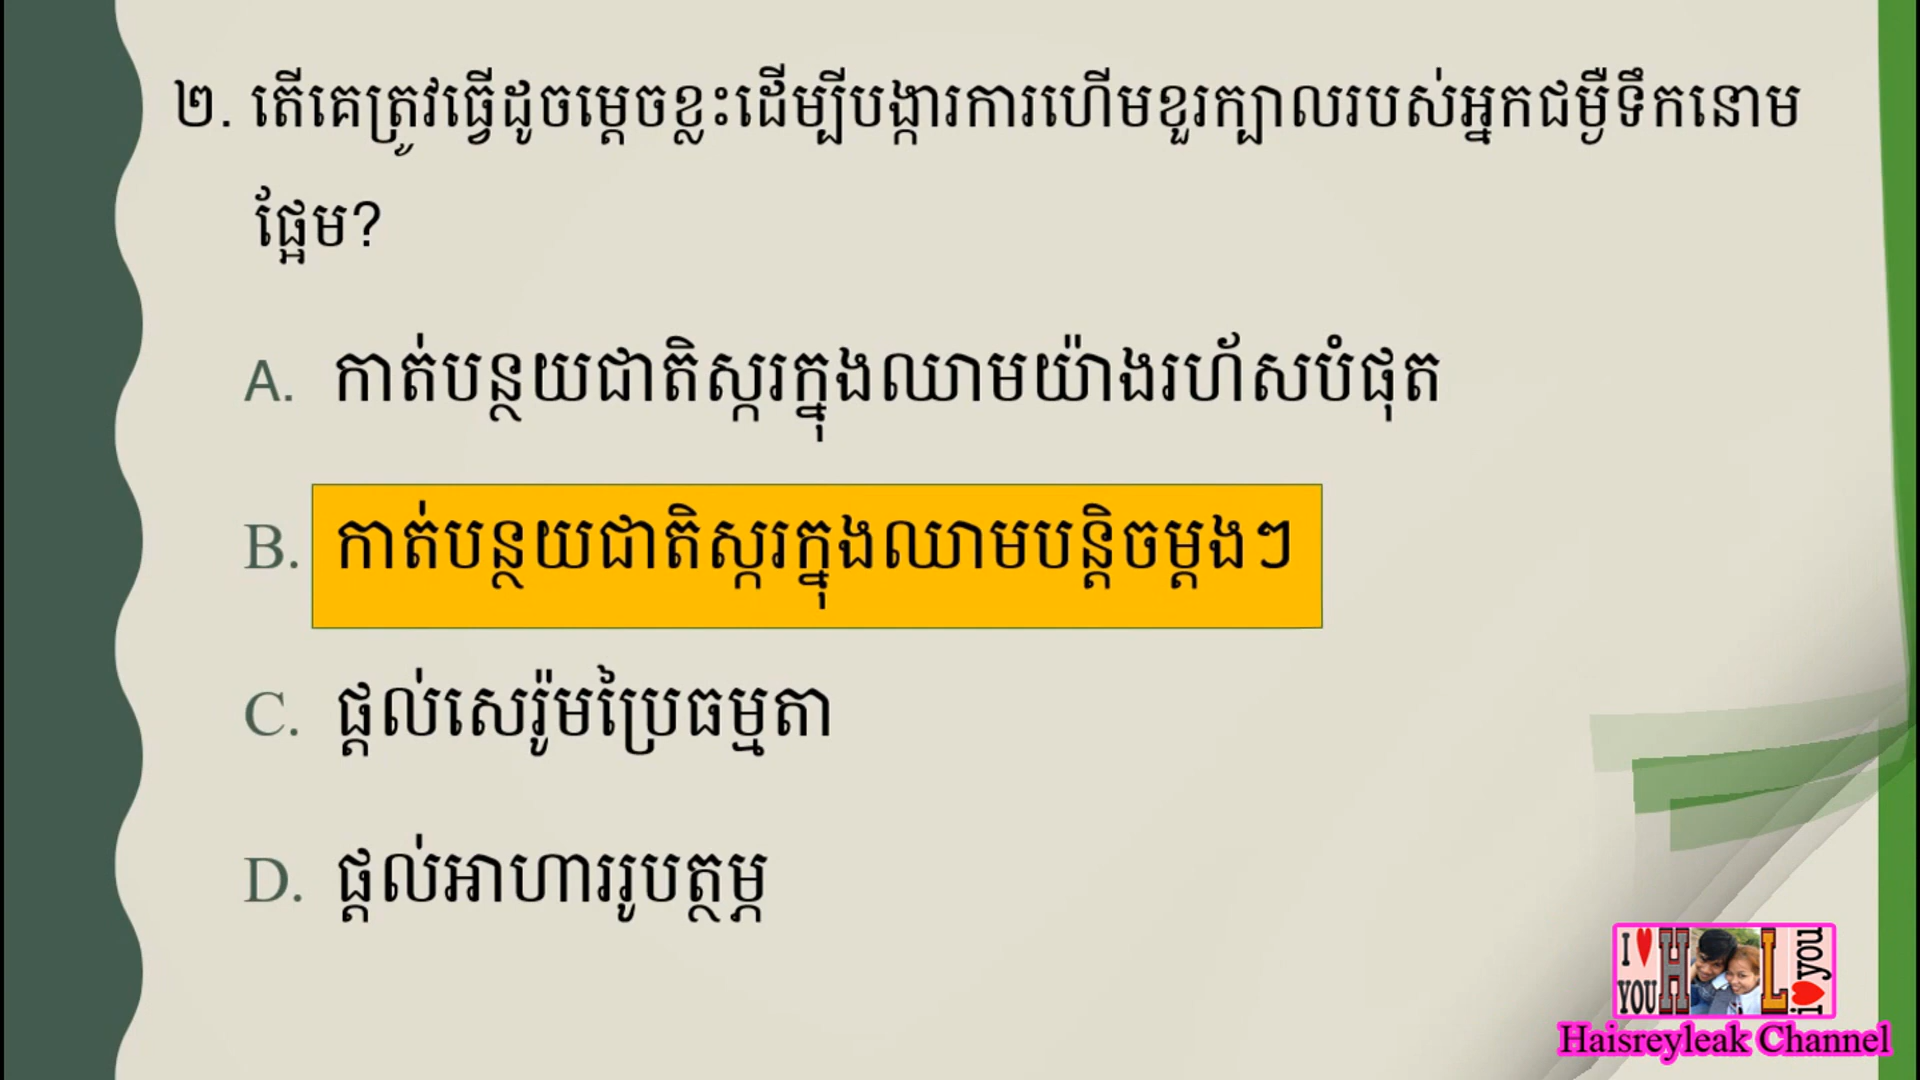 ២. តើគេត្រូវធ្វើដូចម្ដេចខ្លះដើម្បីបង្ការការហើមខួរក្បាលរបស់អ្នកជម្ងឺទឹកនោម
ផ្អែម?
A. កាត់បន្ថយជាតិស្ករក្នុងឈាមយ៉ាងរហ័សបំផុត
B. កាត់បន្ថយជាតិស្ករក្នុងឈាមបន្តិចម្ដងៗ
C. ផ្ដល់សេរ៉ូមប្រៃធម្មតា
D. ផ្ដល់អាហាររូបត្ថម្ភ
I ♥ YOU H L i ♥ you
Haisreyleak Channel